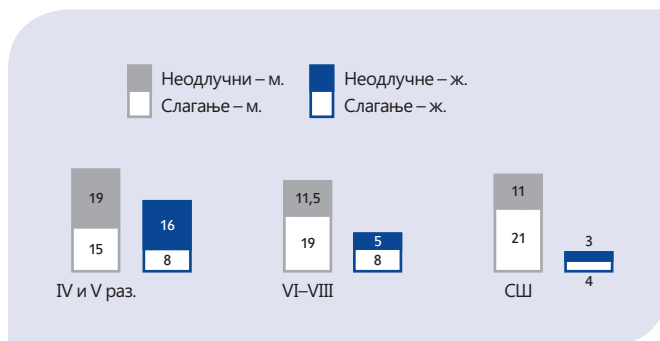 Неодлучни – м.
Неодлучне – ж.
Слагање – м.
Слагање – ж.
19
15
16
8
11,5
19
5
8
11
21
3
4
IV и V раз.
VI–VIII
СШ